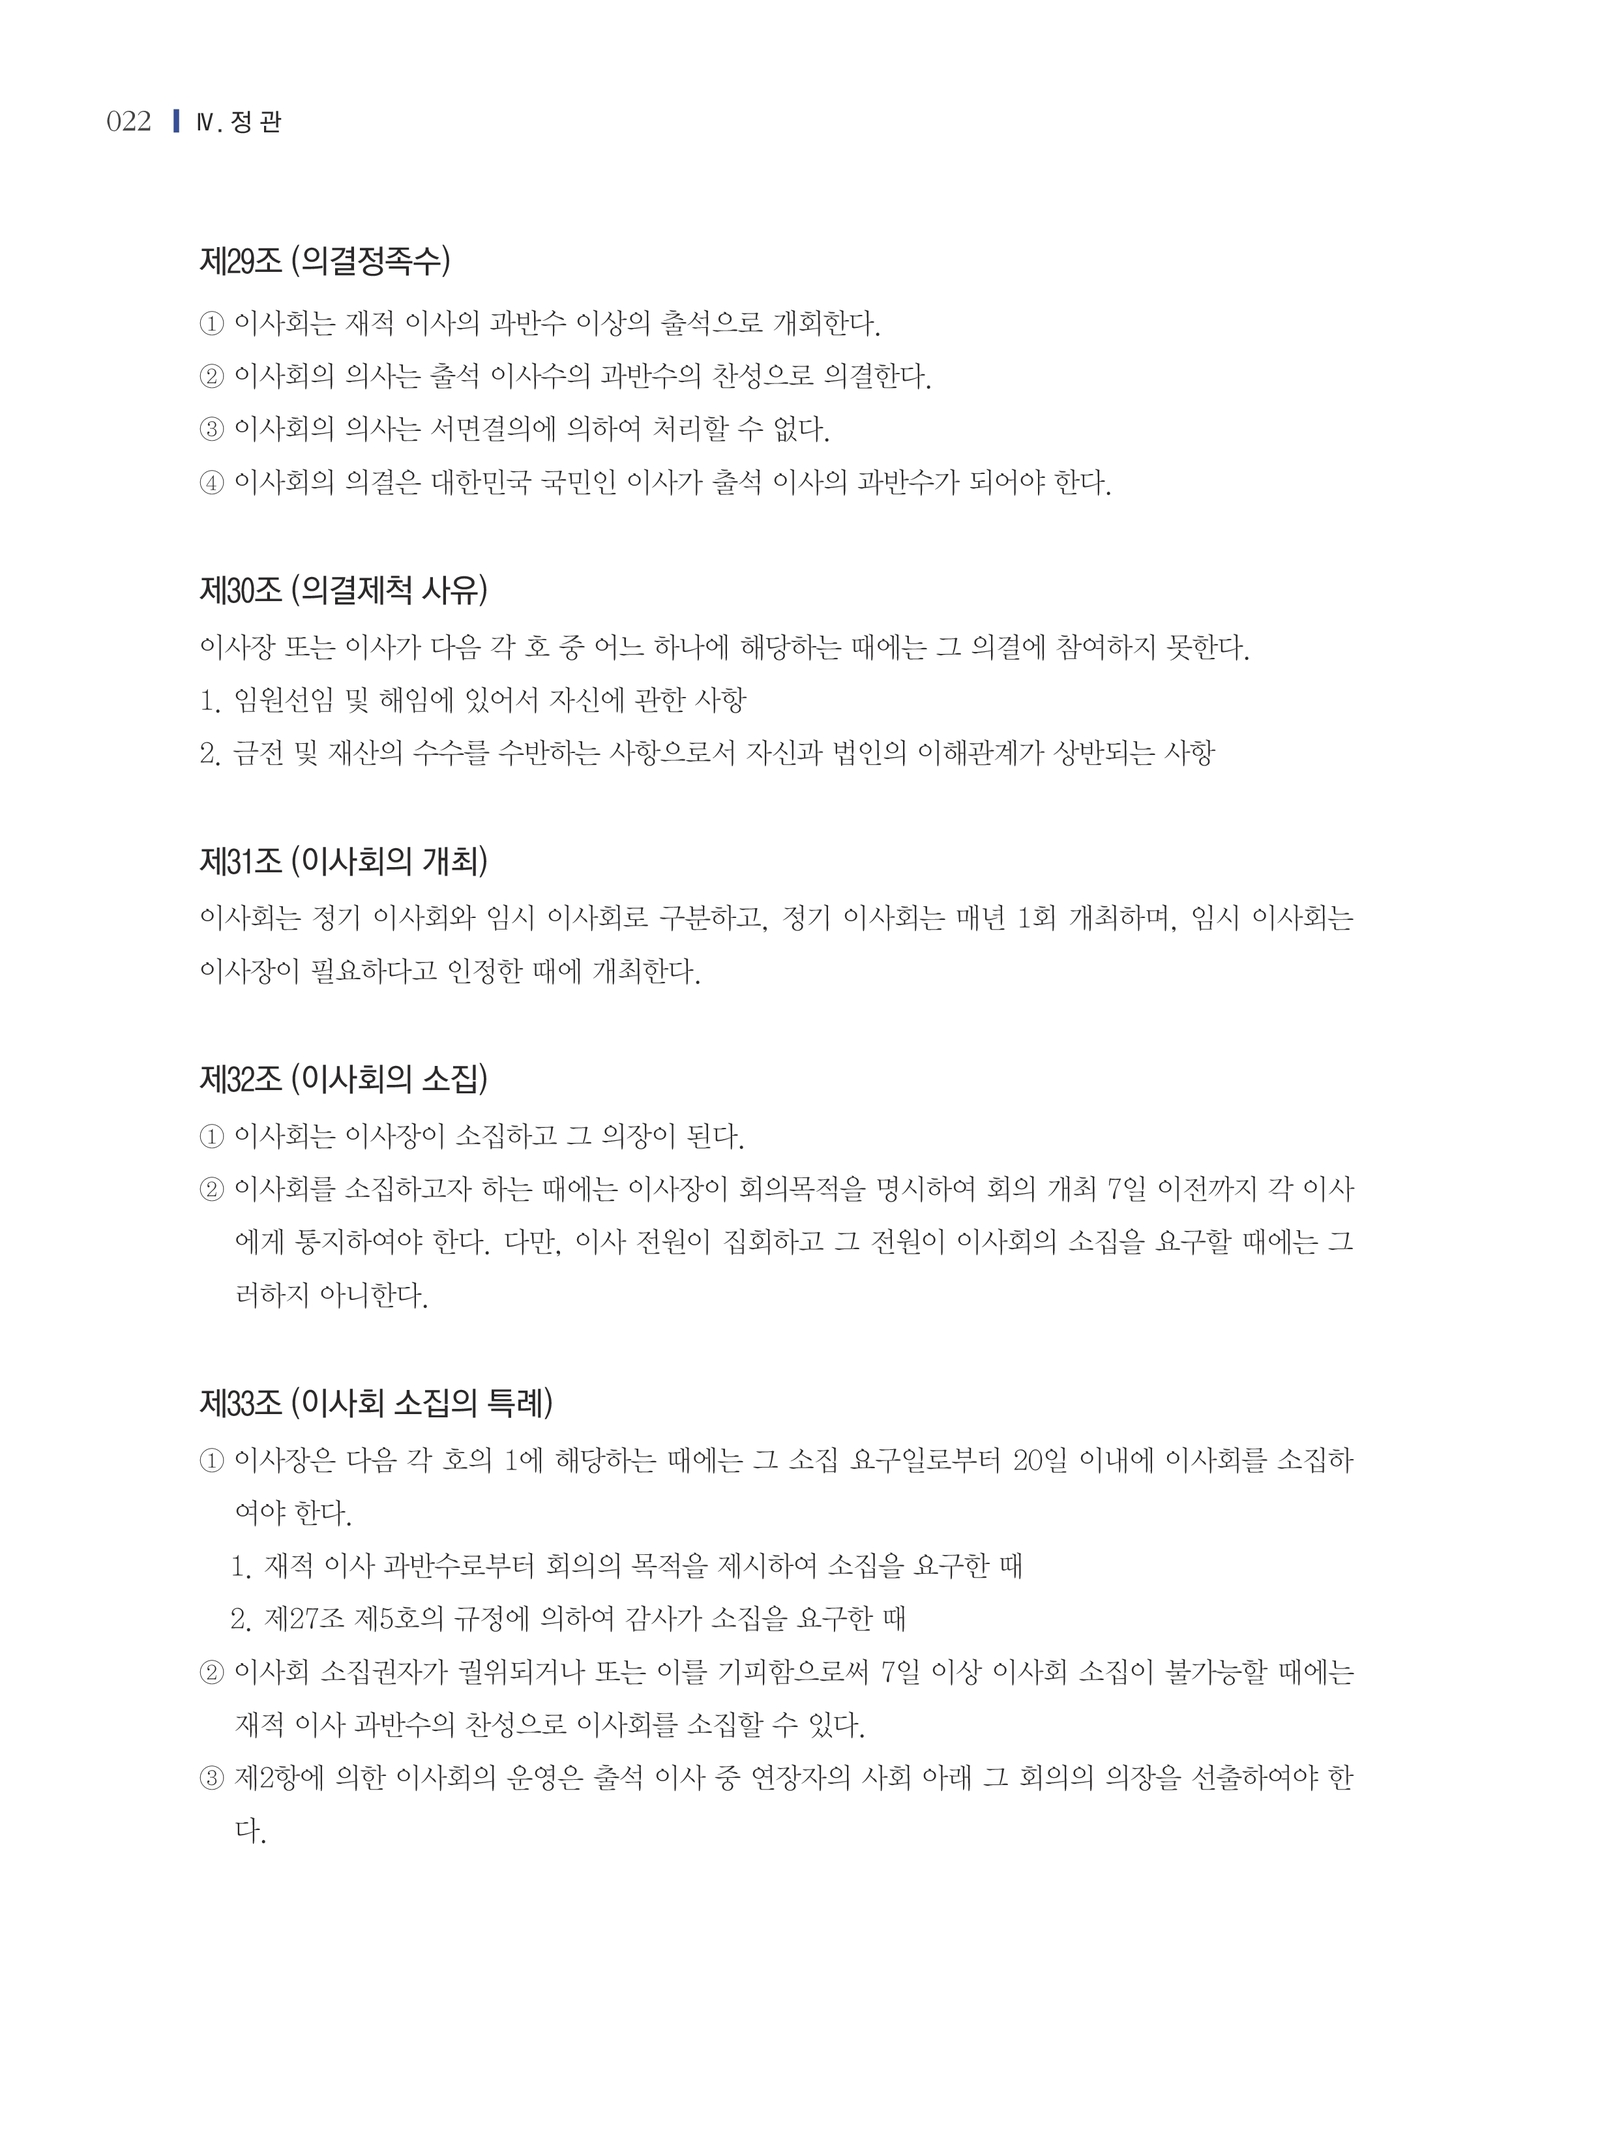 022 Ⅳ. 정 관
제29조 (의결정족수)
① 이사회는 재적 이사의 과반수 이상의 출석으로 개회한다.
② 이사회의 의사는 출석 이사수의 과반수의 찬성으로 의결한다.
③ 이사회의 의사는 서면결의에 의하여 처리할 수 없다.
④ 이사회의 의결은 대한민국 국민인 이사가 출석 이사의 과반수가 되어야 한다.
제30조 (의결제척 사유)
이사장 또는 이사가 다음 각 호 중 어느 하나에 해당하는 때에는 그 의결에 참여하지 못한다.
1. 임원선임 및 해임에 있어서 자신에 관한 사항
2. 금전 및 재산의 수수를 수반하는 사항으로서 자신과 법인의 이해관계가 상반되는 사항
제31조 (이사회의 개최)
이사회는 정기 이사회와 임시 이사회로 구분하고, 정기 이사회는 매년 1회 개최하며, 임시 이사회는
이사장이 필요하다고 인정한 때에 개최한다.
제32조 (이사회의 소집)
① 이사회는 이사장이 소집하고 그 의장이 된다.
② 이사회를 소집하고자 하는 때에는 이사장이 회의목적을 명시하여 회의 개최 7일 이전까지 각 이사
에게 통지하여야 한다. 다만, 이사 전원이 집회하고 그 전원이 이사회의 소집을 요구할 때에는 그
러하지 아니한다.
제33조 (이사회 소집의 특례)
① 이사장은 다음 각 호의 1에 해당하는 때에는 그 소집 요구일로부터 20일 이내에 이사회를 소집하
여야 한다.
1. 재적 이사 과반수로부터 회의의 목적을 제시하여 소집을 요구한 때
2. 제27조 제5호의 규정에 의하여 감사가 소집을 요구한 때
② 이사회 소집권자가 궐위되거나 또는 이를 기피함으로써 7일 이상 이사회 소집이 불가능할 때에는
재적 이사 과반수의 찬성으로 이사회를 소집할 수 있다.
③ 제2항에 의한 이사회의 운영은 출석 이사 중 연장자의 사회 아래 그 회의의 의장을 선출하여야 한
다.